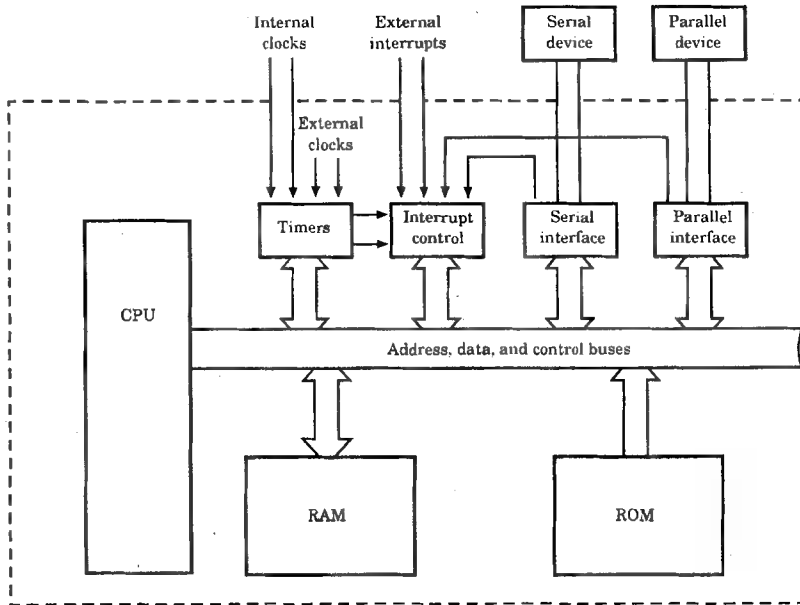 Internal
clocks
External
interrupts
Serial
device
Parallel
device
External
clocks
Timers
Interrupt
control
Serial
interface
Parallel
interface
CPU
Address, data, and control buses
RAM
ROM